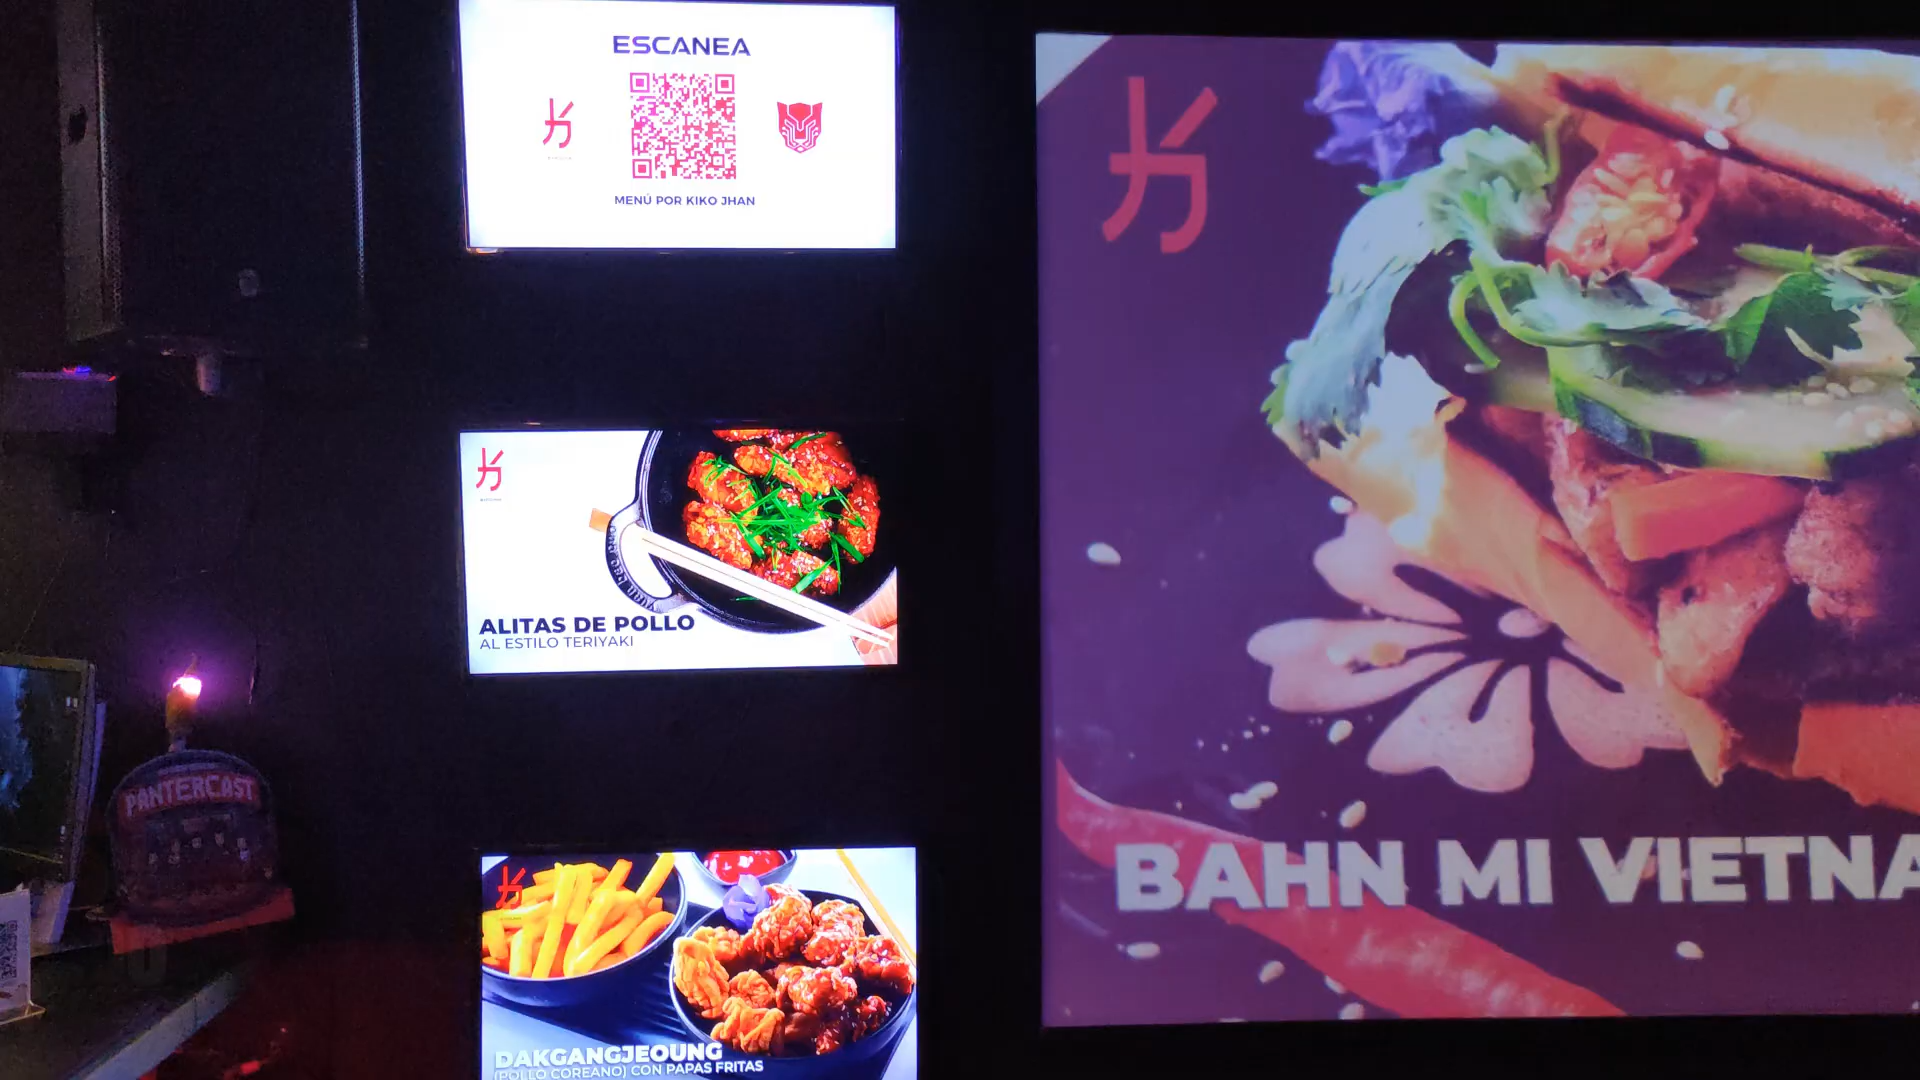 ESCANEA
MENÚ POR KIKO JHAN
ALITAS DE POLLO
AL ESTILO TERIYAKI
DAKGANGJEOUNG
(POLLO COREANO) CON PAPAS FRITAS
BAHN MI VIETNA
PANTERCAST